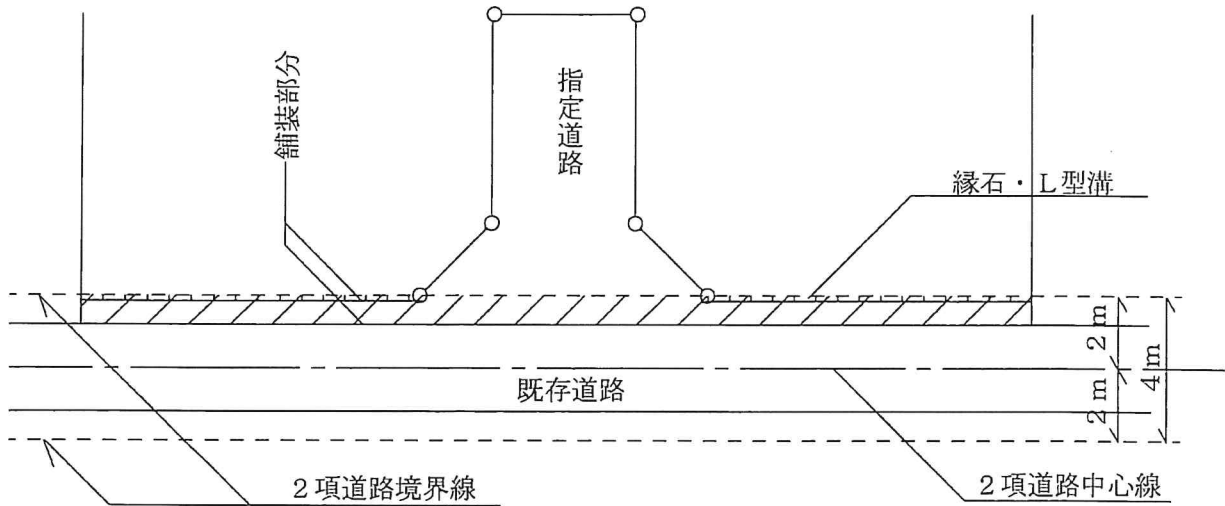 舗装部分
指定道路
縁石・L型溝
2m
4m
既存道路
2m
2項道路境界線
2項道路中心線